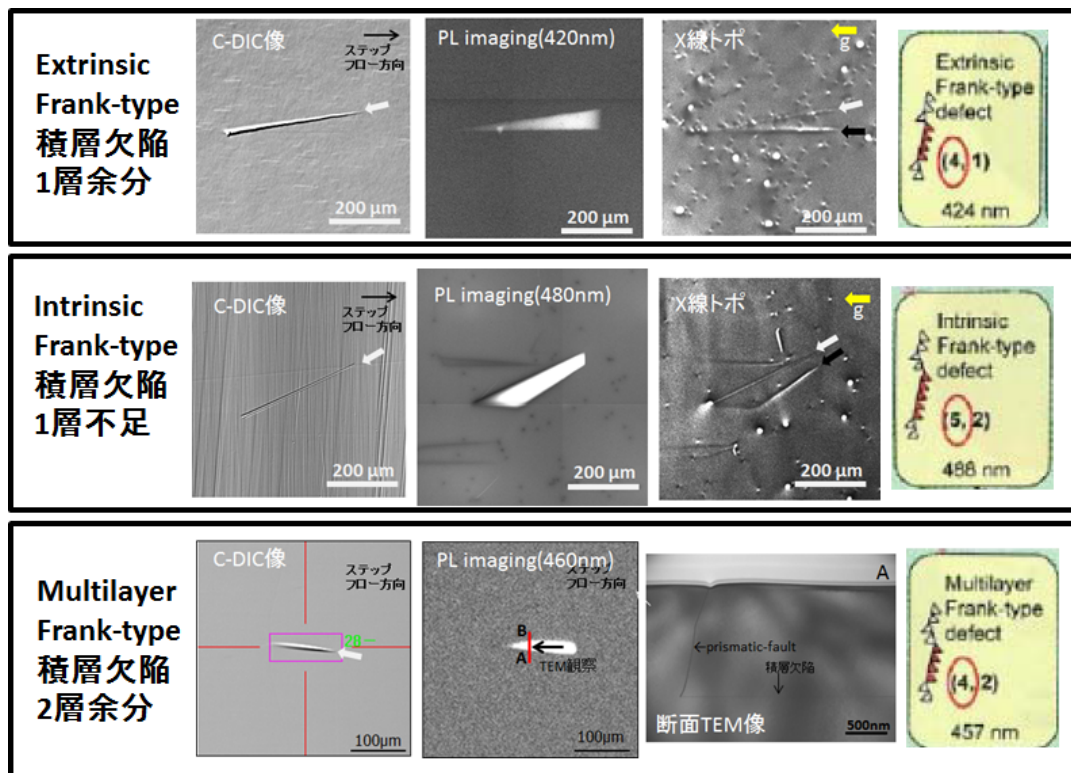 Extrinsic
Frank-type
積層欠陥
1層余分
C-DIC像
ステップ
フロー方向
200 μm
PL imaging(420nm)
200 μm
X線トポ
g
200 μm
Extrinsic
Frank-type
defect
(4, 1)
424 nm
Intrinsic
Frank-type
積層欠陥
1層不足
C-DIC像
ステップ
フロー方向
200 μm
PL imaging(480nm)
200 μm
X線トポ
g
200 μm
Intrinsic
Frank-type
defect
(5, 2)
488 nm
Multilayer
Frank-type
積層欠陥
2層余分
C-DIC像
ステップ
フロー方向
28
100μm
PL imaging(460nm)
ステップ
フロー方向
B
A
TEM観察
100μm
A
prismatic-fault
積層欠陥
断面TEM像
500nm
Multilayer
Frank-type
defect
(4, 2)
457 nm